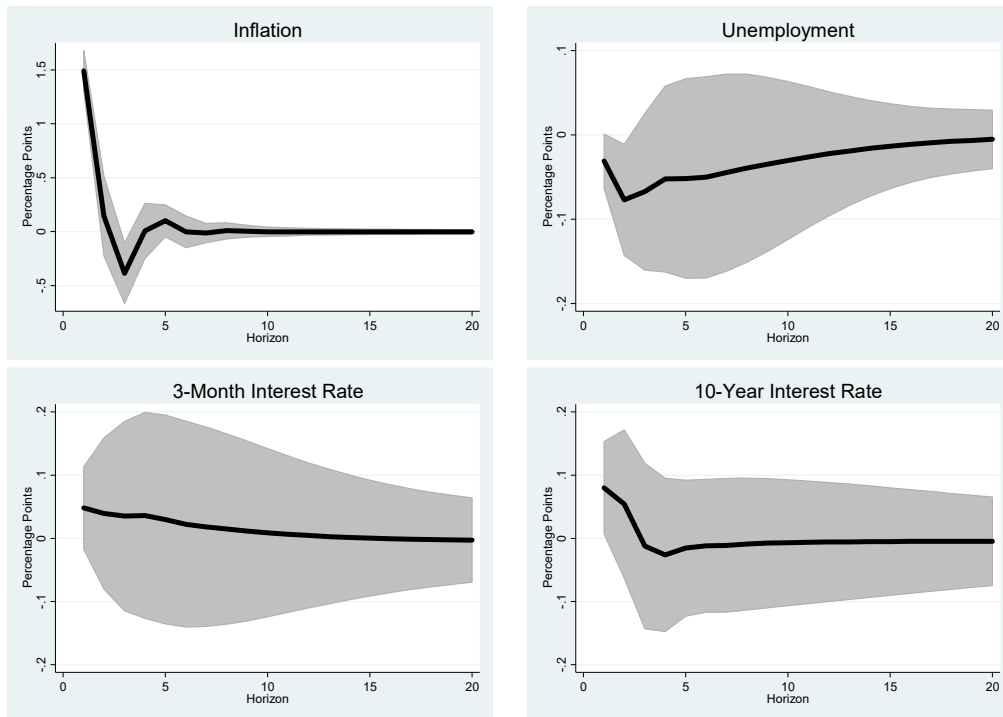 Inflation
Percentage Points
1.5
1
.5
0
-.5
0 5 10 15 20
Horizon
Unemployment
Percentage Points
.1
0
-.1
-.2
0 5 10 15 20
Horizon
3-Month Interest Rate
Percentage Points
.2
.1
0
-.1
-.2
0 5 10 15 20
Horizon
10-Year Interest Rate
Percentage Points
.2
.1
0
-.1
-.2
0 5 10 15 20
Horizon